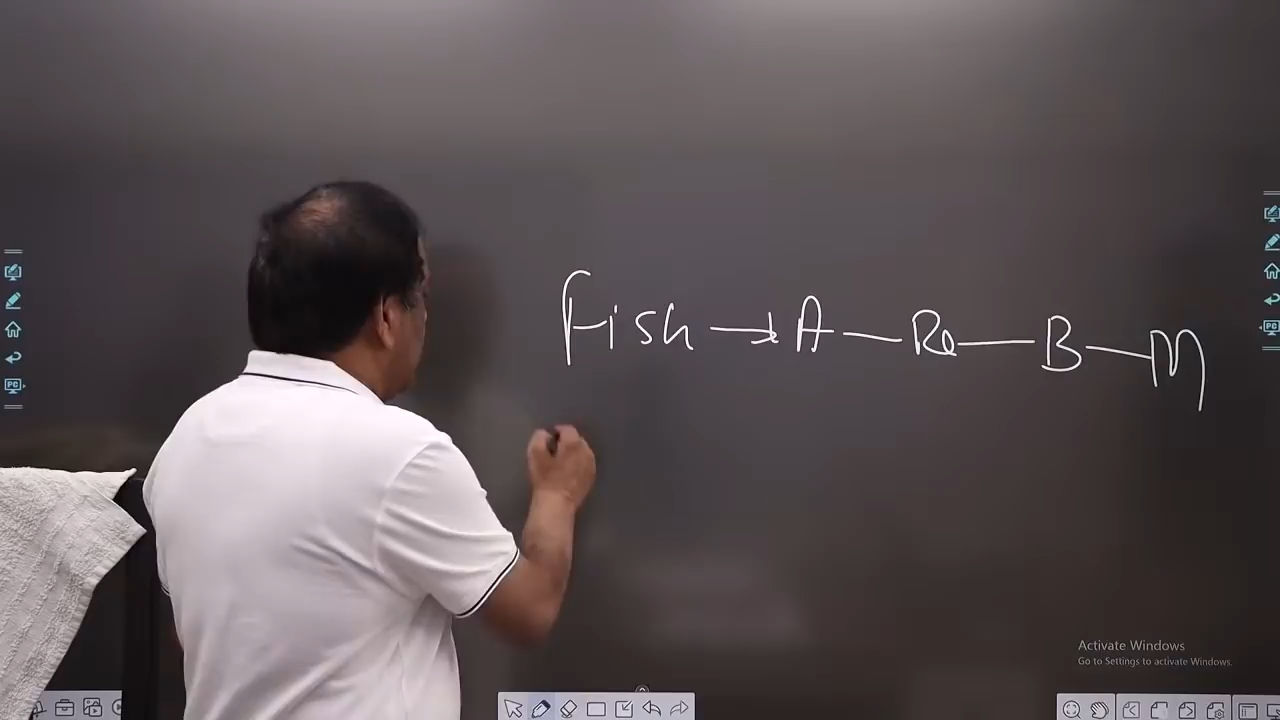 Fish → A — Re — B — M
Activate Windows
Go to Settings to activate Windows.